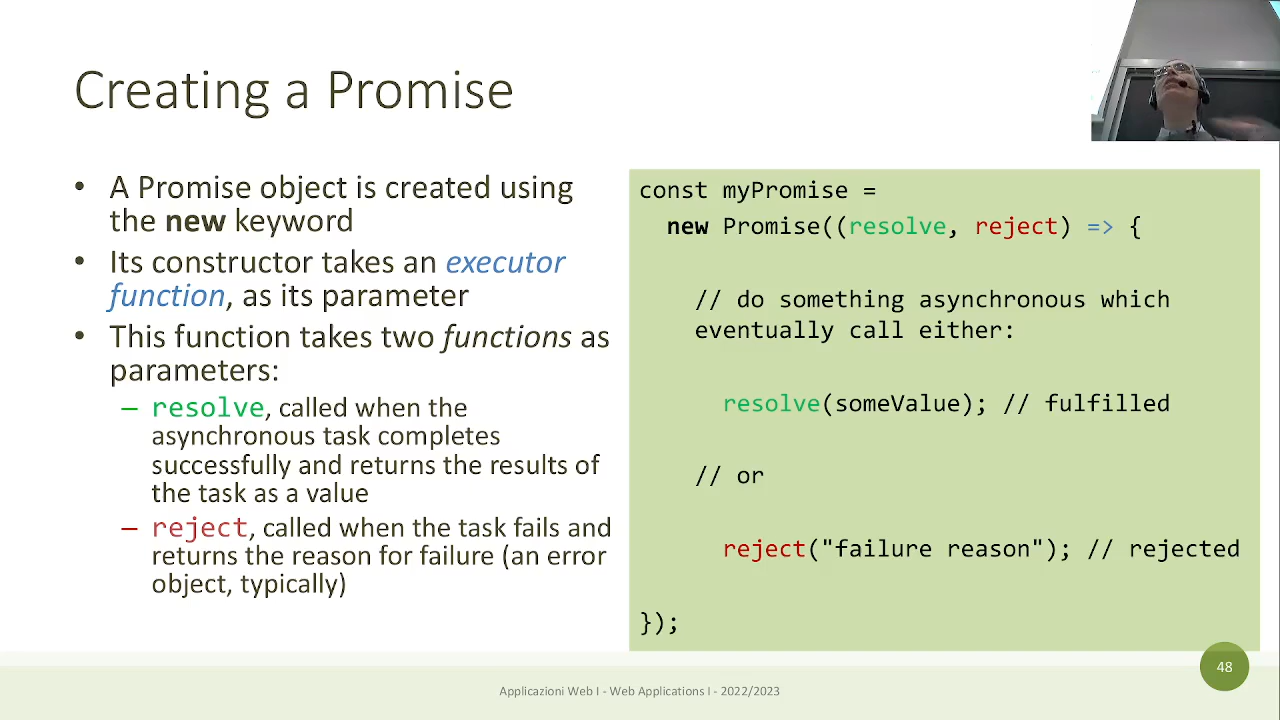 Creating a Promise
• A Promise object is created using
the new keyword
• Its constructor takes an executor
function, as its parameter
• This function takes two functions as
parameters:
– resolve, called when the
asynchronous task completes
successfully and returns the results of
the task as a value
– reject, called when the task fails and
returns the reason for failure (an error
object, typically)
const myPromise =
new Promise((resolve, reject) => {
// do something asynchronous which
eventually call either:
resolve(someValue); // fulfilled
// or
reject("failure reason"); // rejected
});
48
Applicazioni Web I - Web Applications I - 2022/2023